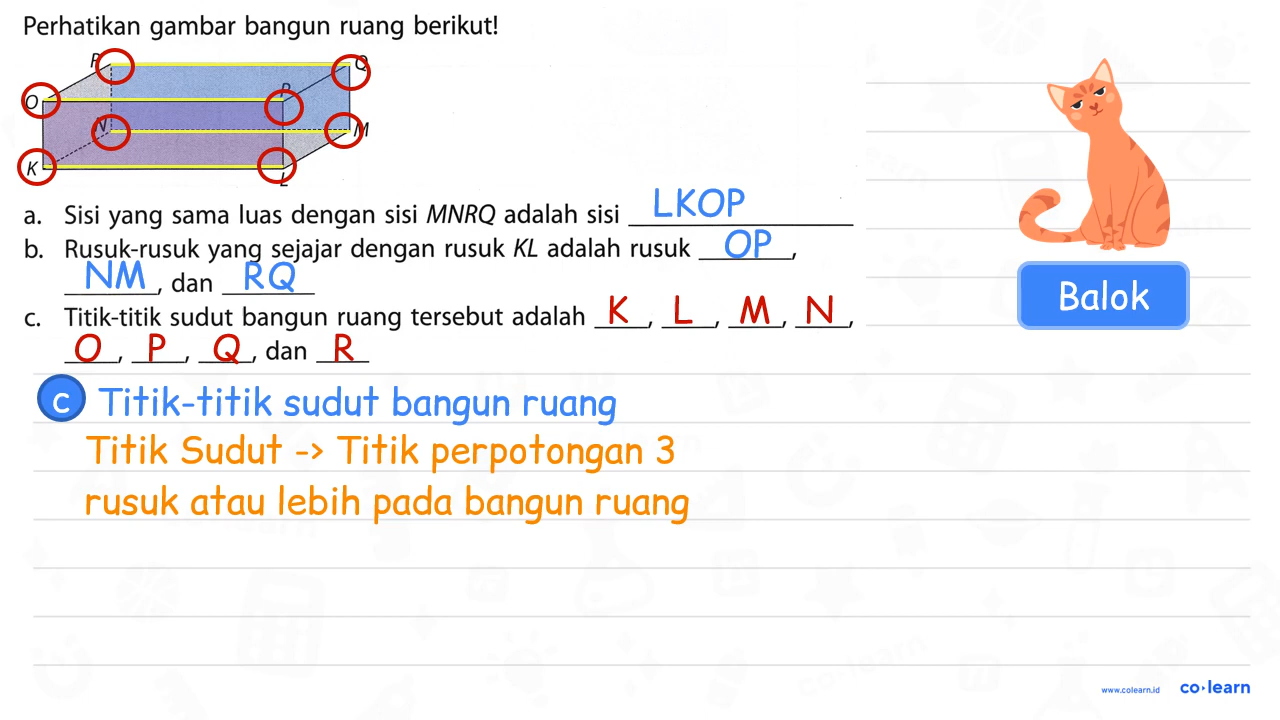 Perhatikan gambar bangun ruang berikut!
R Q
O P
N M
K L
a. Sisi yang sama luas dengan sisi MNRQ adalah sisi LKOP
b. Rusuk-rusuk yang sejajar dengan rusuk KL adalah rusuk OP,
NM, dan RQ
c. Titik-titik sudut bangun ruang tersebut adalah K, L, M, N,
O, P, Q, dan R
Balok
c Titik-titik sudut bangun ruang
Titik Sudut -> Titik perpotongan 3
rusuk atau lebih pada bangun ruang
www.colearn.id co·learn